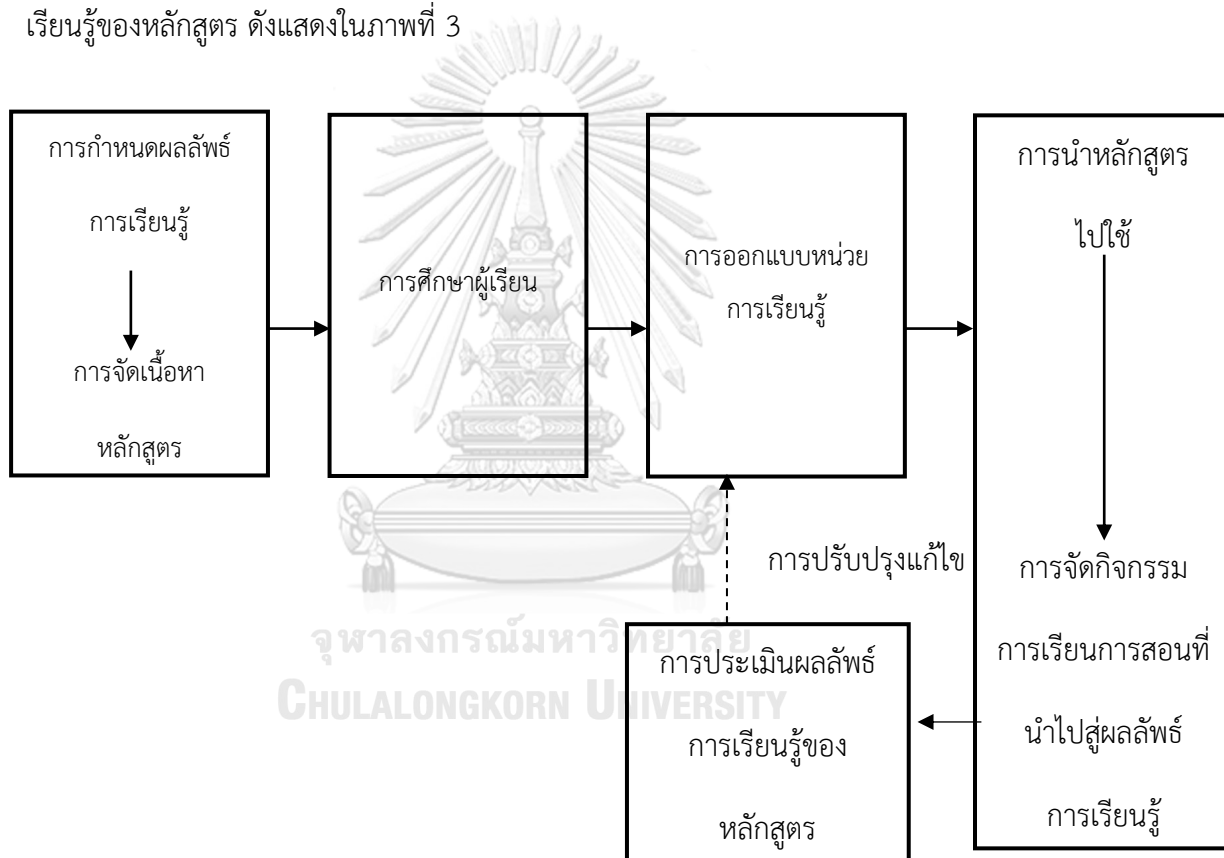 เรียนรู้ของหลักสูตร ดังแสดงในภาพที่ 3
การกำหนดผลลัพธ์
การเรียนรู้
การจัดเนื้อหา
หลักสูตร
การศึกษาผู้เรียน
การออกแบบหน่วย
การเรียนรู้
การนำหลักสูตร
ไปใช้
การจัดกิจกรรม
การเรียนการสอนที่
นำไปสู่ผลลัพธ์
การเรียนรู้
การปรับปรุงแก้ไข
การประเมินผลลัพธ์
การเรียนรู้ของ
หลักสูตร
จุฬาลงกรณ์มหาวิทยาลัย
CHULALONGKORN UNIVERSITY